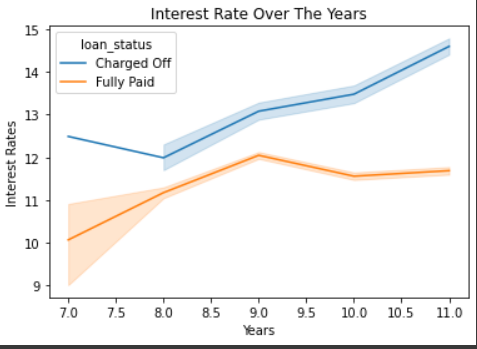 Interest Rate Over The Years
15
14
13
12
11
10
9
Interest Rates
loan_status
Charged Off
Fully Paid
7.0 7.5 8.0 8.5 9.0 9.5 10.0 10.5 11.0
Years